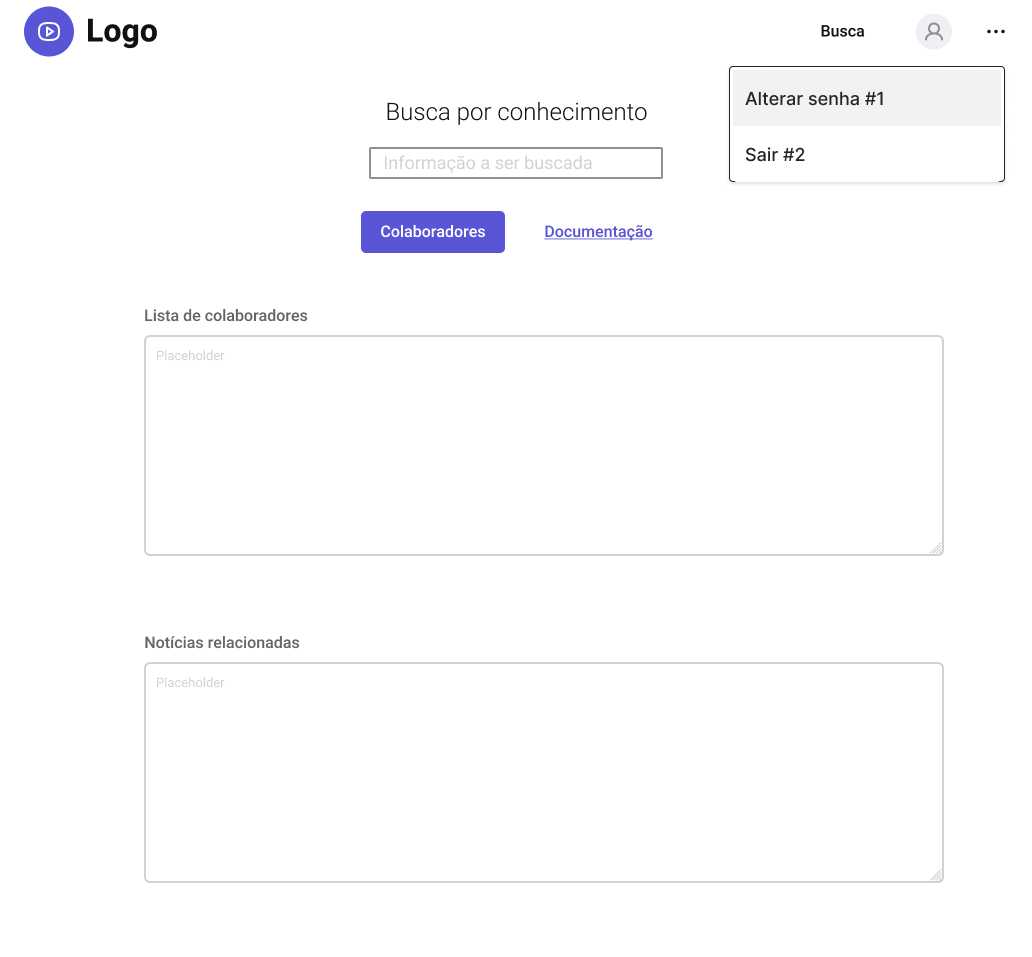 Logo
Busca
Alterar senha #1
Sair #2
Busca por conhecimento
Informação a ser buscada
Colaboradores
Documentação
Lista de colaboradores
Placeholder
Notícias relacionadas
Placeholder